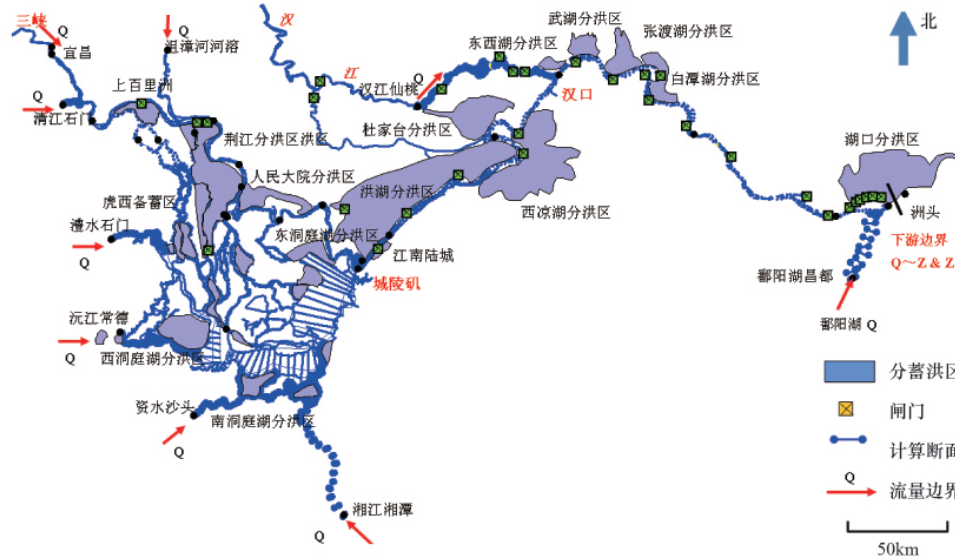 三峡
Q
宜昌
Q
沮漳河河溶
汉
江
武湖分洪区
张渡湖分洪区
东西湖分洪区
北
上百里洲
Q
汉江仙桃
白潭湖分洪区
汉口
Q
清江石门
荆江分洪区洪区
杜家台分洪区
湖口分洪区
人民大院分洪区
洪湖分洪区
虎西备蓄区
西凉湖分洪区
洲头
澧水石门
Q
东洞庭湖分洪区
江南陆城
城陵矶
下游边界
Q～Z & Z
鄱阳湖昌都
沅江常德
Q
鄱阳湖 Q
西洞庭湖分洪区
资水沙头
南洞庭湖分洪区
Q
湘江湘潭
Q
分蓄洪区
闸门
计算断面
Q
流量边界
50km